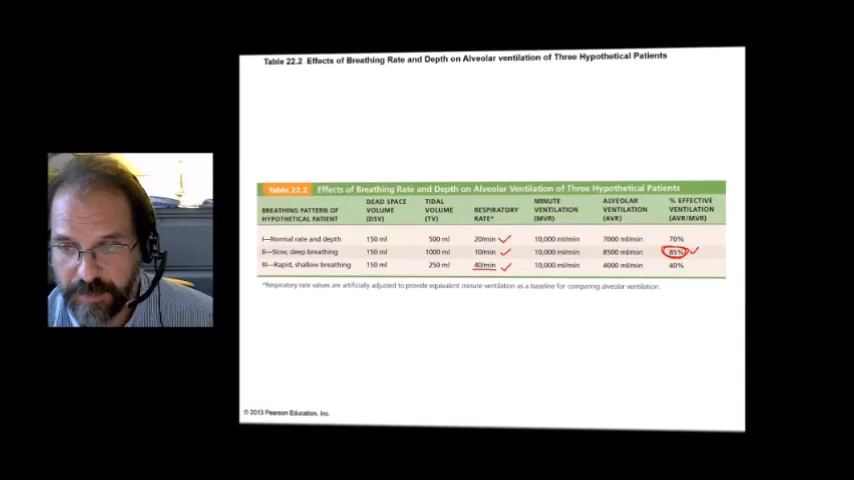 Table 22.2 Effects of Breathing Rate and Depth on Alveolar ventilation of Three Hypothetical Patients
Table 22.2 Effects of Breathing Rate and Depth on Alveolar Ventilation of Three Hypothetical Patients
BREATHING PATTERN OF HYPOTHETICAL PATIENT
DEAD SPACE VOLUME (DSV)
TIDAL VOLUME (TV)
RESPIRATORY RATE*
MINUTE VENTILATION (MVR)
ALVEOLAR VENTILATION (AVR)
% EFFECTIVE VENTILATION (AVR/MVR)
I—Normal rate and depth 150 ml 500 ml 20/min 10,000 ml/min 7000 ml/min 70%
II—Slow, deep breathing 150 ml 1000 ml 10/min 10,000 ml/min 8500 ml/min 85%
III—Rapid, shallow breathing 150 ml 250 ml 40/min 10,000 ml/min 4000 ml/min 40%
*Respiratory rate values are artificially adjusted to provide equivalent minute ventilation as a baseline for comparing alveolar ventilation.
© 2013 Pearson Education, Inc.